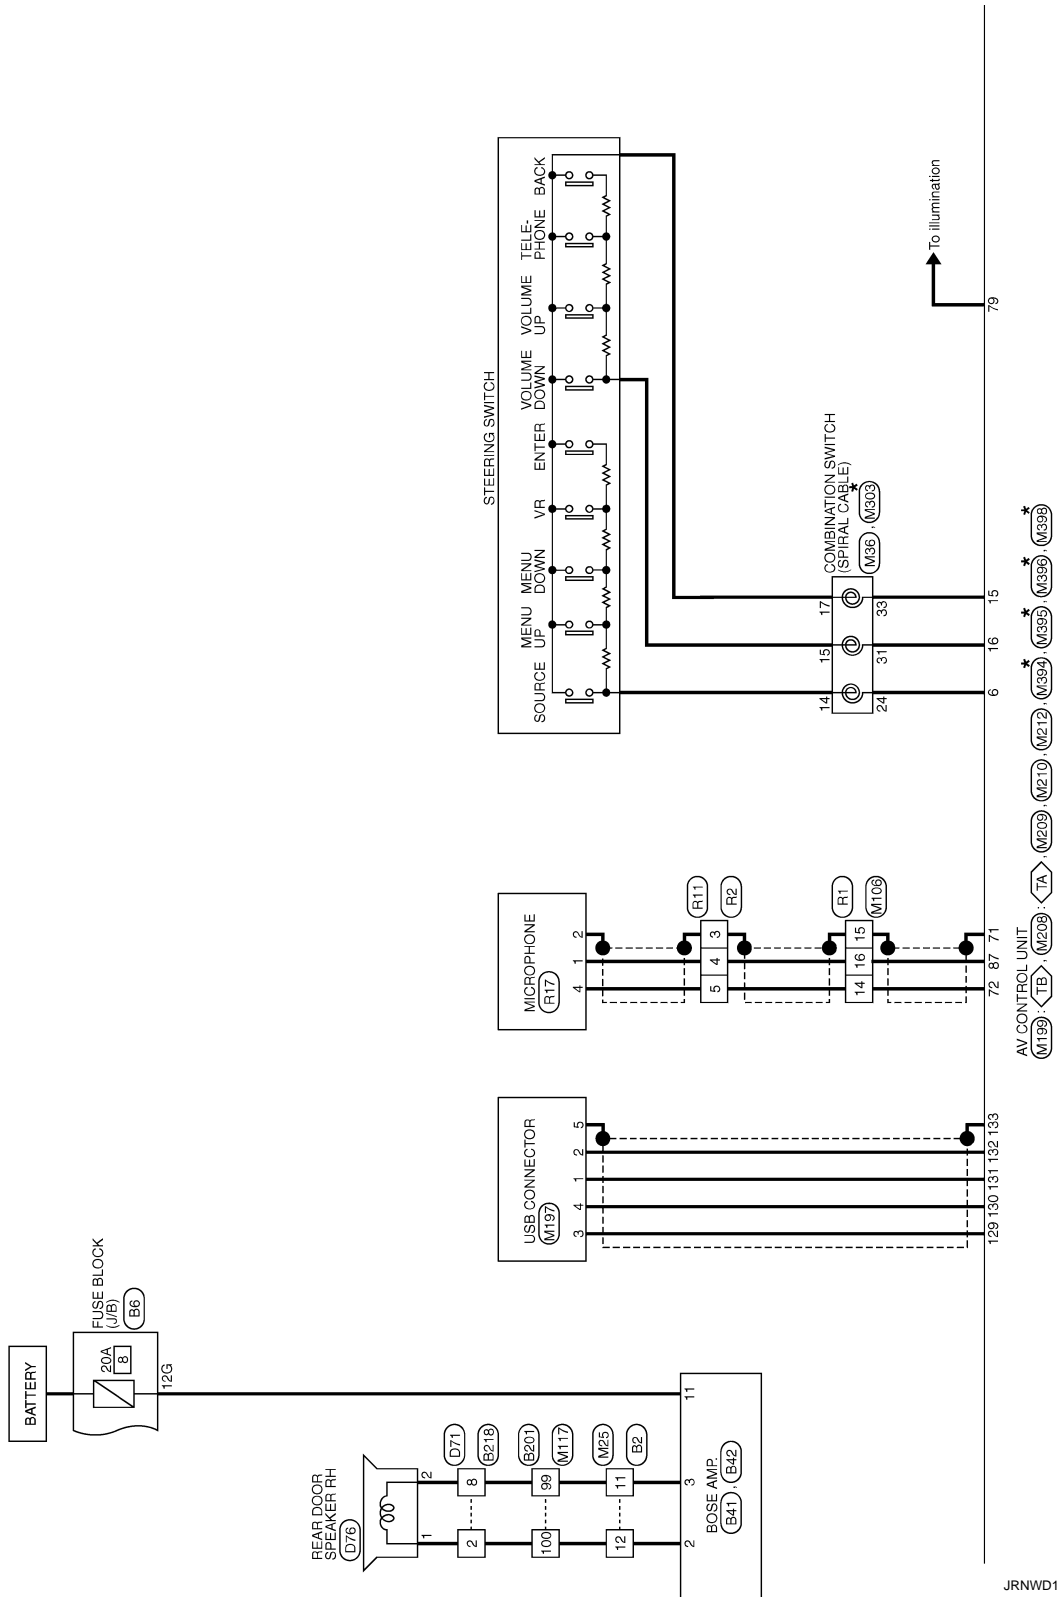 BATTERY
FUSE BLOCK
(J/B)
B6
20A
8
12G
REAR DOOR
SPEAKER RH
D76
1
2
2
8
D71
B218
100
99
B201
M117
12
11
M25
B2
2
3
11
BOSE AMP.
B41 , B42
USB CONNECTOR
M197
3
4
1
2
5
129
130
131
132
133
MICROPHONE
R17
4
1
2
5
4
3
R11
R2
14
16
15
R1
M106
72
87
71
STEERING SWITCH
SOURCE
MENU
UP
MENU
DOWN
VR
ENTER
VOLUME
DOWN
VOLUME
UP
TELE-
PHONE
BACK
COMBINATION SWITCH
(SPIRAL CABLE)
M36 , M303*
14
15
17
24
31
33
6
16
15
To illumination
79
AV CONTROL UNIT
M199 : TB , M208 : TA , M209 , M210 , M212 , M394* , M395* , M396* , M398*
JRNWD1